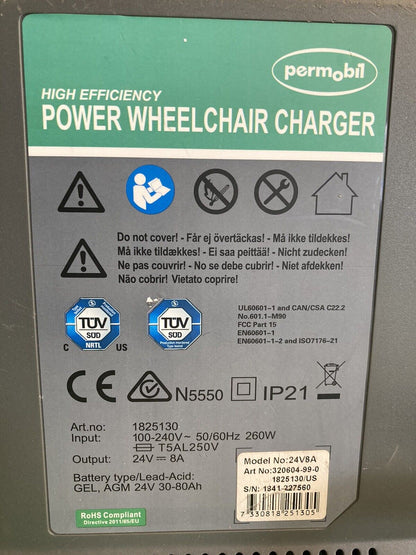 permobil
HIGH EFFICIENCY
POWER WHEELCHAIR CHARGER
Do not cover! - Får ej övertäckas! - Må ikke tildekkes!
Må ikke tildækkes! - Ei saa peittää! - Nicht zudecken!
Ne pas couvrir! - No se debe cubrir! - Niet afdekken!
Não cobrir! Vietato coprire!
TÜV
SÜD
NRTL
C US
TÜV
SÜD
UL60601-1 and CAN/CSA C22.2
No.601.1-M90
FCC Part 15
EN60601-1
EN60601-1-2 and ISO7176-21
CE N5550 IP21
Art.no: 1825130
Input: 100-240V~ 50/60Hz 260W
T5AL250V
Output: 24V ⎓ 8A
Battery type/Lead-Acid:
GEL, AGM 24V 30-80Ah
RoHS Compliant
Directive 2011/65/EU
Model No:24V8A
Art No:320604-99-0
1825130/US
S/N: 1841-227560
7 330818 251305